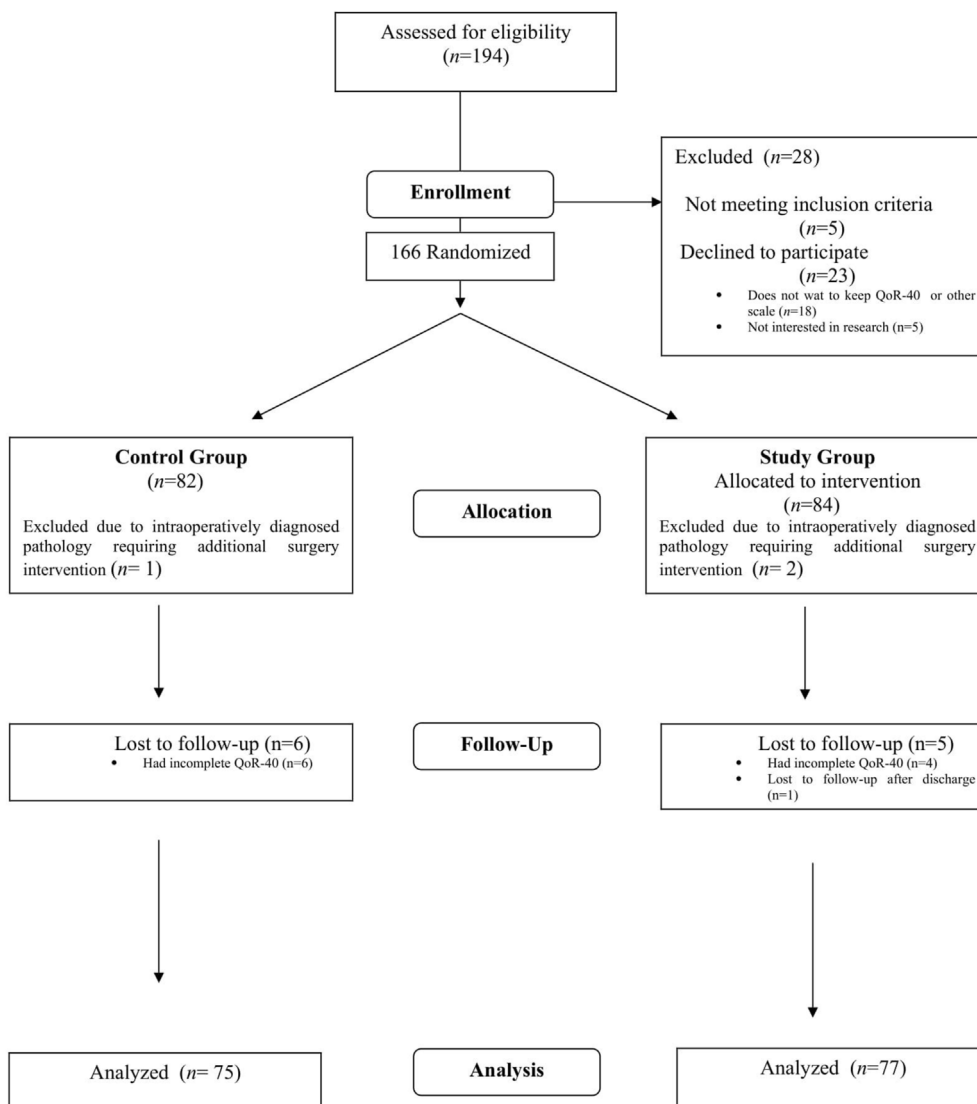 Assessed for eligibility
(n=194)
Enrollment
166 Randomized
Excluded (n=28)
Not meeting inclusion criteria
(n=5)
Declined to participate
(n=23)
• Does not wat to keep QoR-40 or other
scale (n=18)
• Not interested in research (n=5)
Control Group
(n=82)
Excluded due to intraoperatively diagnosed
pathology requiring additional surgery
intervention (n= 1)
Allocation
Study Group
Allocated to intervention
(n=84)
Excluded due to intraoperatively diagnosed
pathology requiring additional surgery
intervention (n= 2)
Lost to follow-up (n=6)
• Had incomplete QoR-40 (n=6)
Follow-Up
Lost to follow-up (n=5)
• Had incomplete QoR-40 (n=4)
• Lost to follow-up after discharge
(n=1)
Analyzed (n= 75)
Analysis
Analyzed (n=77)